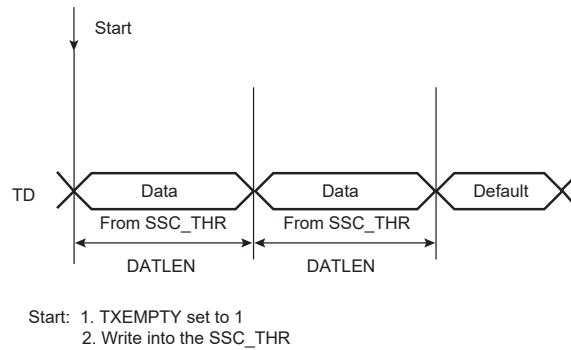 Start
TD Data Data Default
From SSC_THR From SSC_THR
DATLEN DATLEN
Start: 1. TXEMPTY set to 1
2. Write into the SSC_THR